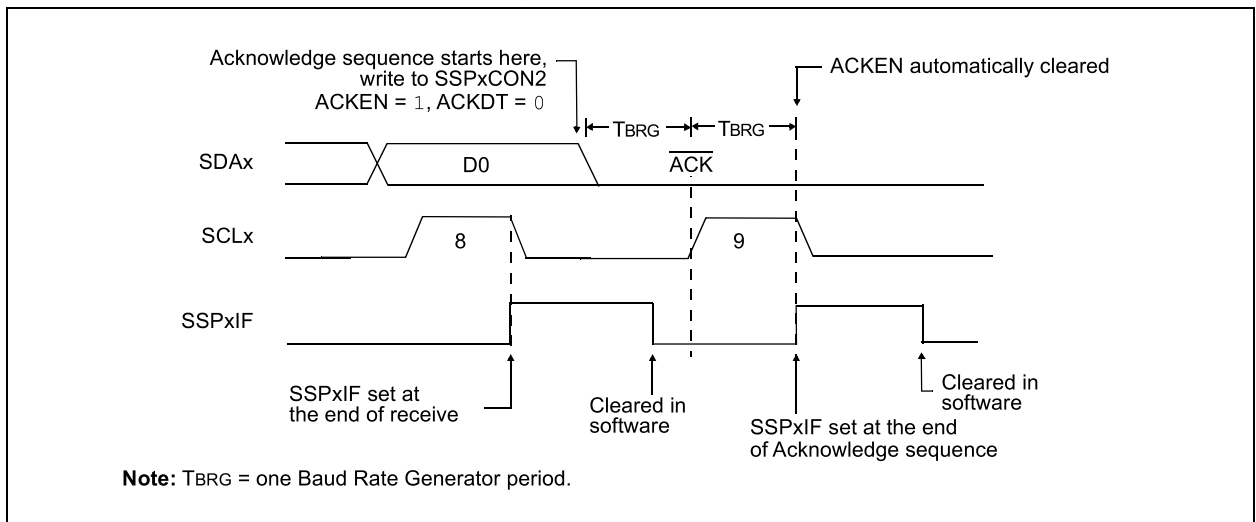 Acknowledge sequence starts here,
write to SSPxCON2
ACKEN = 1, ACKDT = 0
ACKEN automatically cleared
TBRG
TBRG
SDAx
D0
ACK
SCLx
8
9
SSPxIF
SSPxIF set at
the end of receive
Cleared in
software
SSPxIF set at the end
of Acknowledge sequence
Cleared in
software
Note: TBRG = one Baud Rate Generator period.